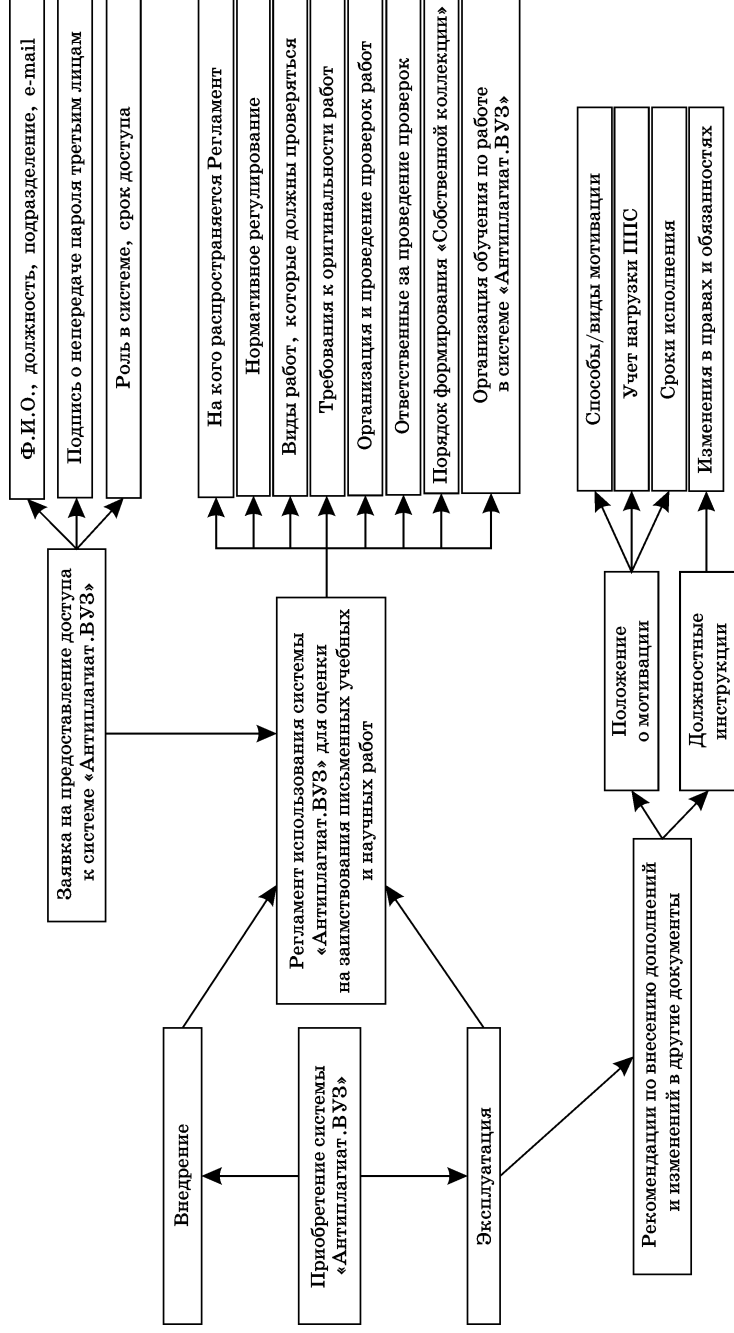 Ф.И.О., должность, подразделение, e-mail
Подпись о непередаче пароля третьим лицам
Роль в системе, срок доступа
Заявка на предоставление доступа
к системе «Антиплагиат.ВУЗ»
На кого распространяется Регламент
Нормативное регулирование
Виды работ, которые должны проверяться
Требования к оригинальности работ
Организация и проведение проверок работ
Ответственные за проведение проверок
Порядок формирования «Собственной коллекции»
Организация обучения по работе
в системе «Антиплагиат.ВУЗ»
Регламент использования системы
«Антиплагиат.ВУЗ» для оценки
на заимствования письменных учебных
и научных работ
Внедрение
Приобретение системы
«Антиплагиат.ВУЗ»
Эксплуатация
Способы/виды мотивации
Учет нагрузки ППС
Сроки исполнения
Изменения в правах и обязанностях
Положение
о мотивации
Должностные
инструкции
Рекомендации по внесению дополнений
и изменений в другие документы